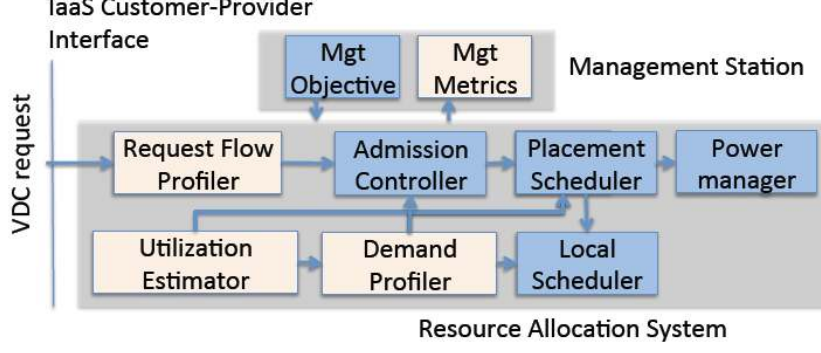 IaaS Customer-Provider
Interface
Mgt
Objective
Mgt
Metrics
Management Station
VDC request
Request Flow
Profiler
Admission
Controller
Placement
Scheduler
Power
manager
Utilization
Estimator
Demand
Profiler
Local
Scheduler
Resource Allocation System